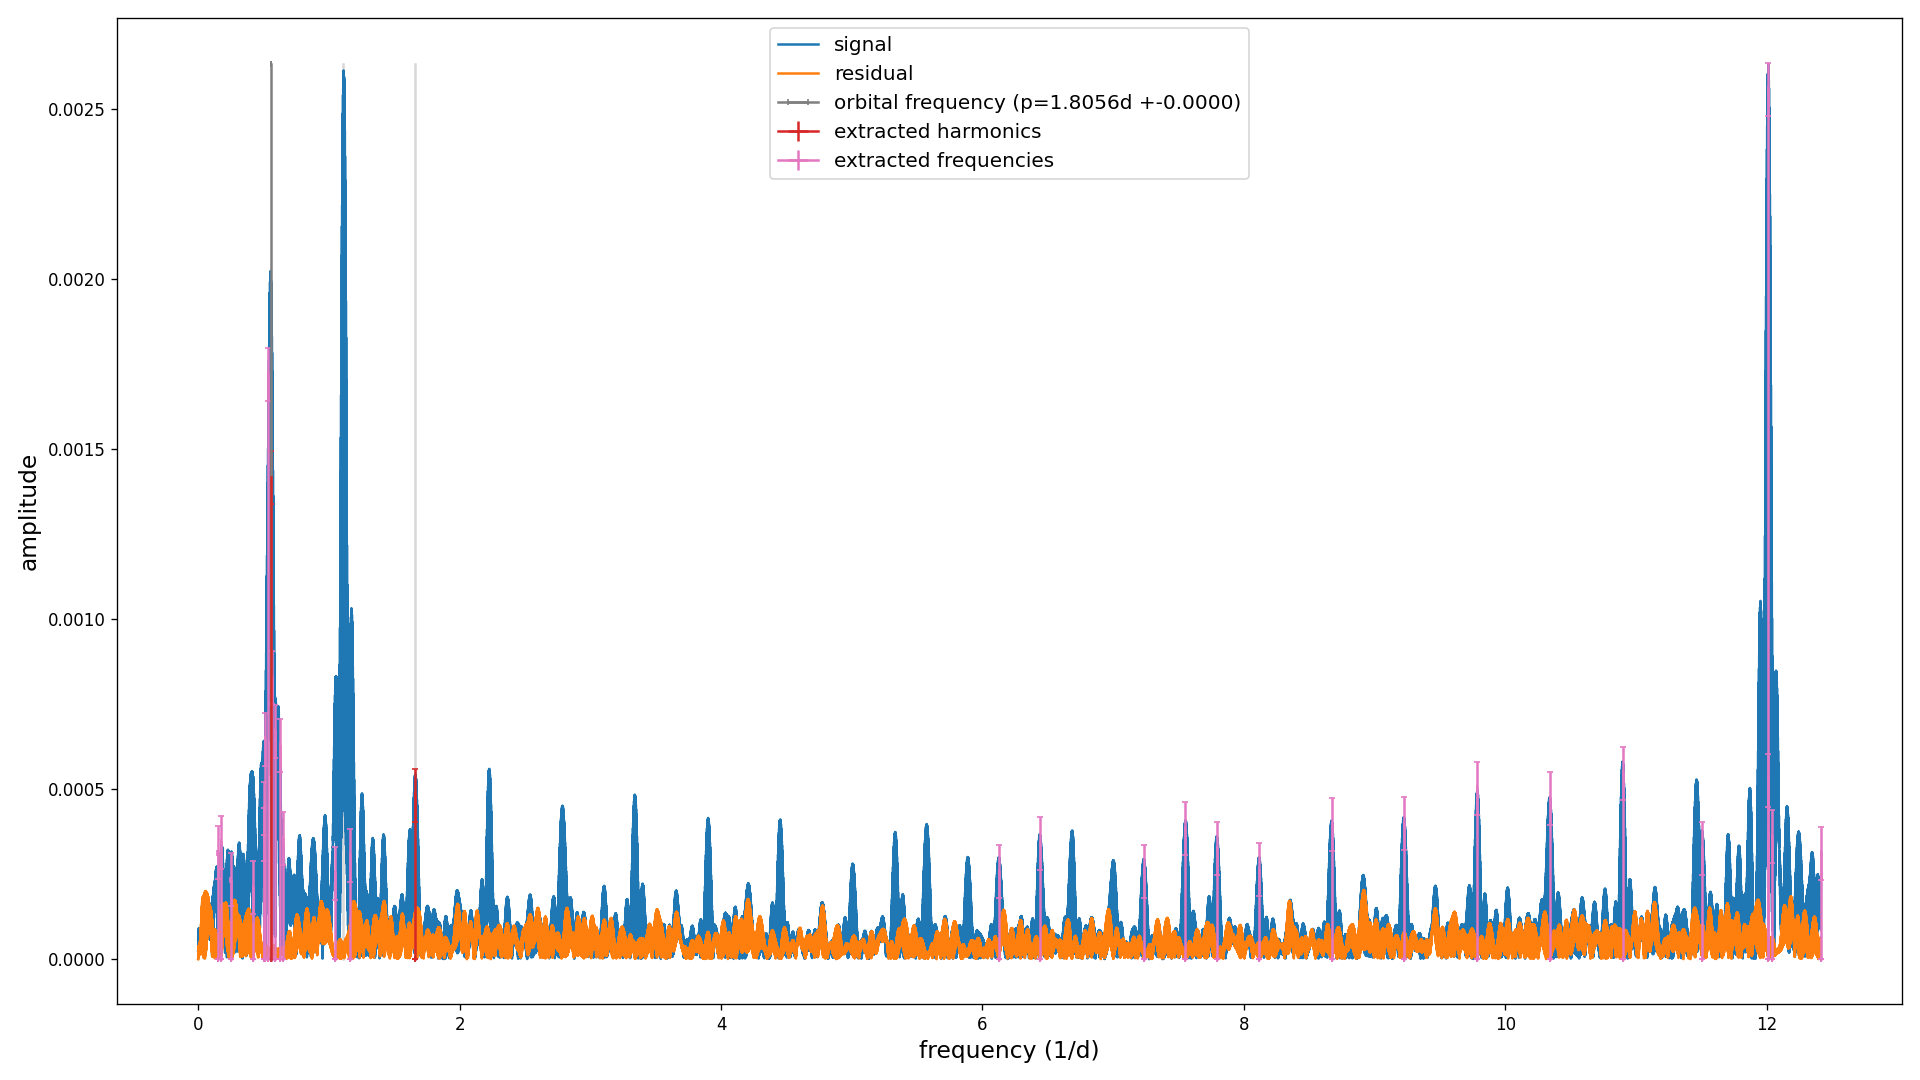 signal
residual
orbital frequency (p=1.8056d +-0.0000)
extracted harmonics
extracted frequencies
0.0025
0.0020
0.0015
0.0010
0.0005
0.0000
amplitude
0 2 4 6 8 10 12
frequency (1/d)